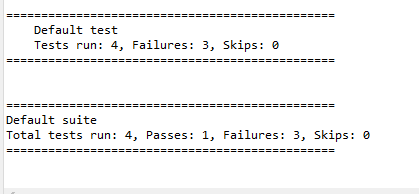 ===============================================
    Default test
    Tests run: 4, Failures: 3, Skips: 0
===============================================
===============================================
Default suite
Total tests run: 4, Passes: 1, Failures: 3, Skips: 0
===============================================